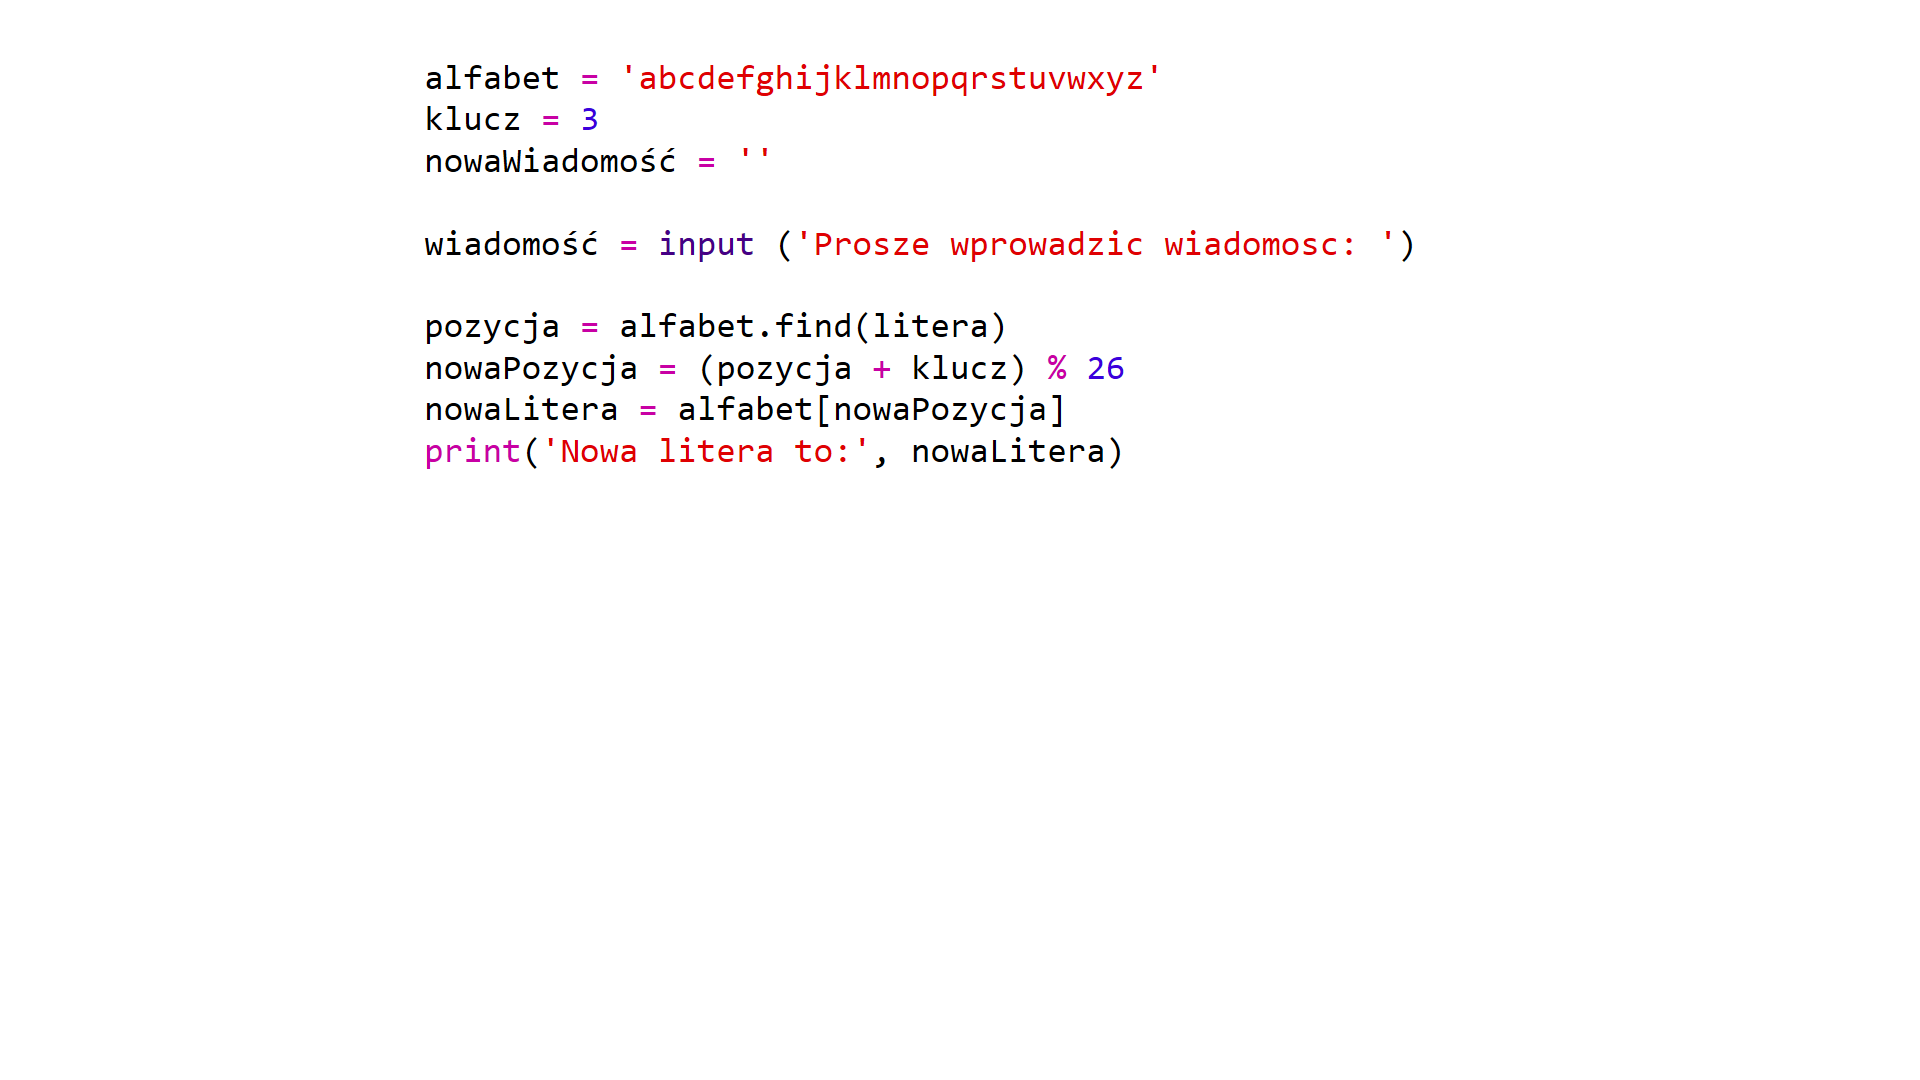 alfabet = 'abcdefghijklmnopqrstuvwxyz'
klucz = 3
nowaWiadomość = ''
wiadomość = input ('Prosze wprowadzic wiadomosc: ')
pozycja = alfabet.find(litera)
nowaPozycja = (pozycja + klucz) % 26
nowaLitera = alfabet[nowaPozycja]
print('Nowa litera to:', nowaLitera)